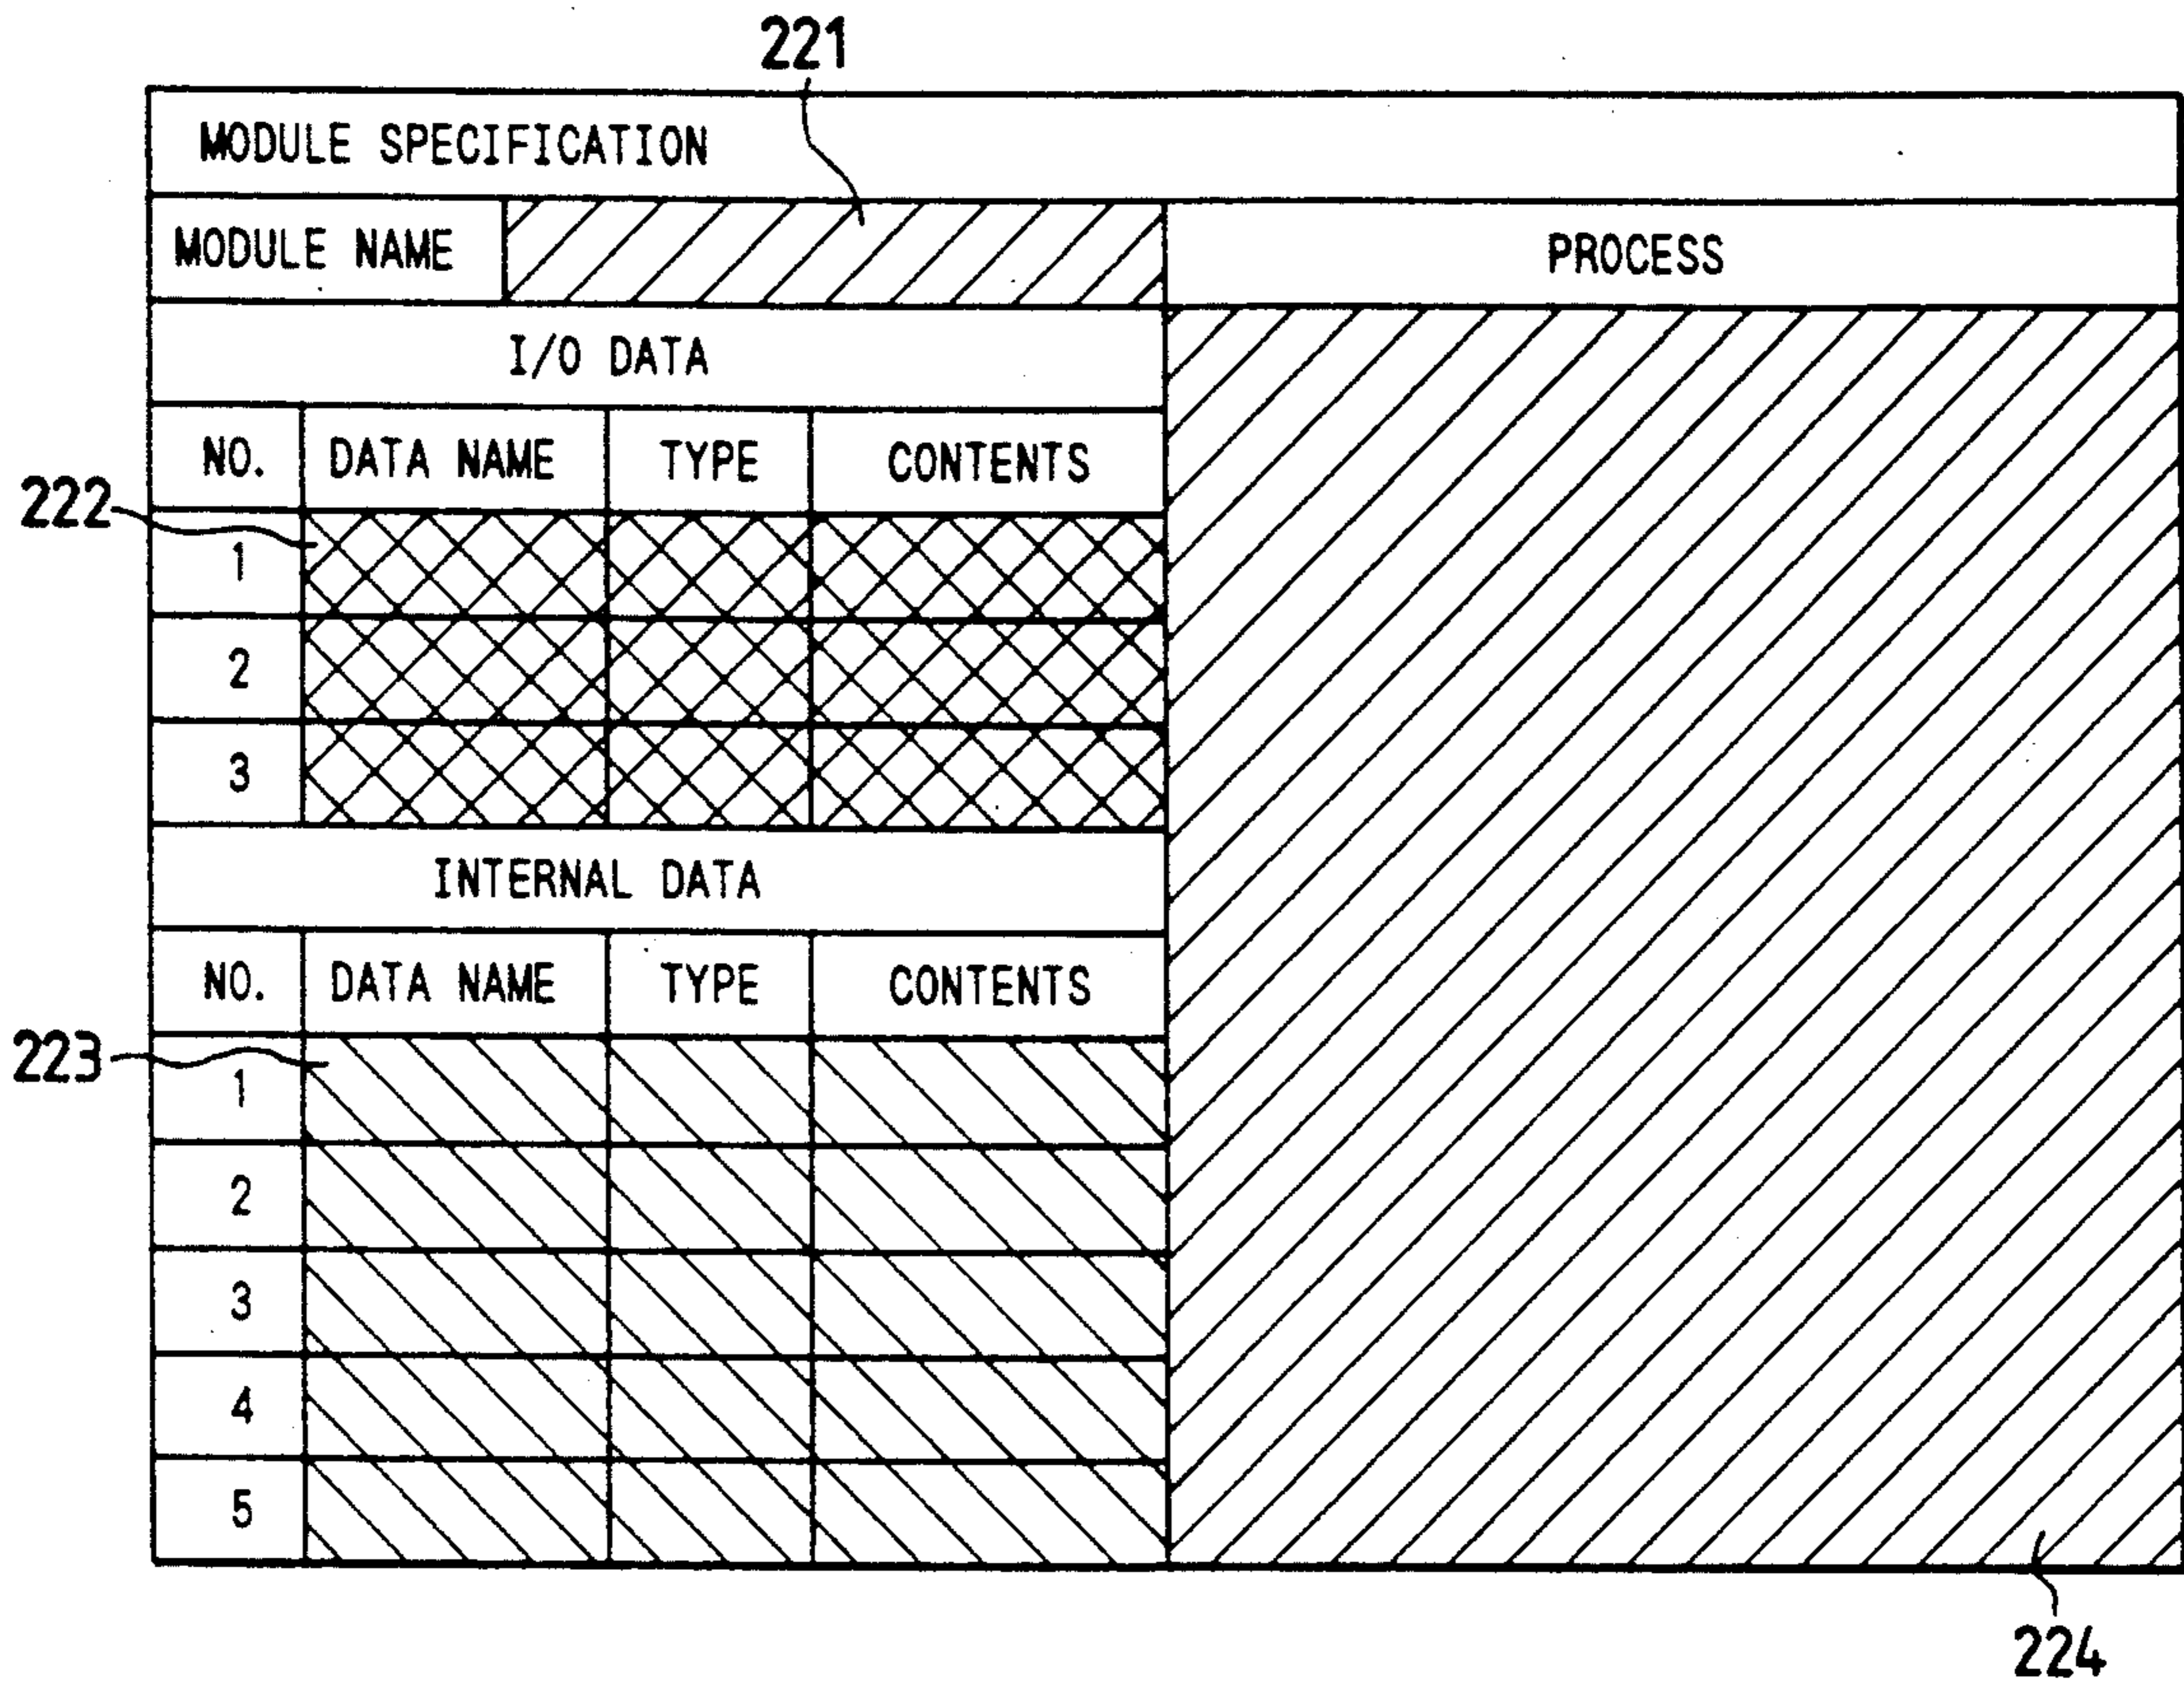 221
MODULE SPECIFICATION
MODULE NAME
PROCESS
I/O DATA
NO. DATA NAME TYPE CONTENTS
222
1
2
3
INTERNAL DATA
NO. DATA NAME TYPE CONTENTS
223
1
2
3
4
5
224